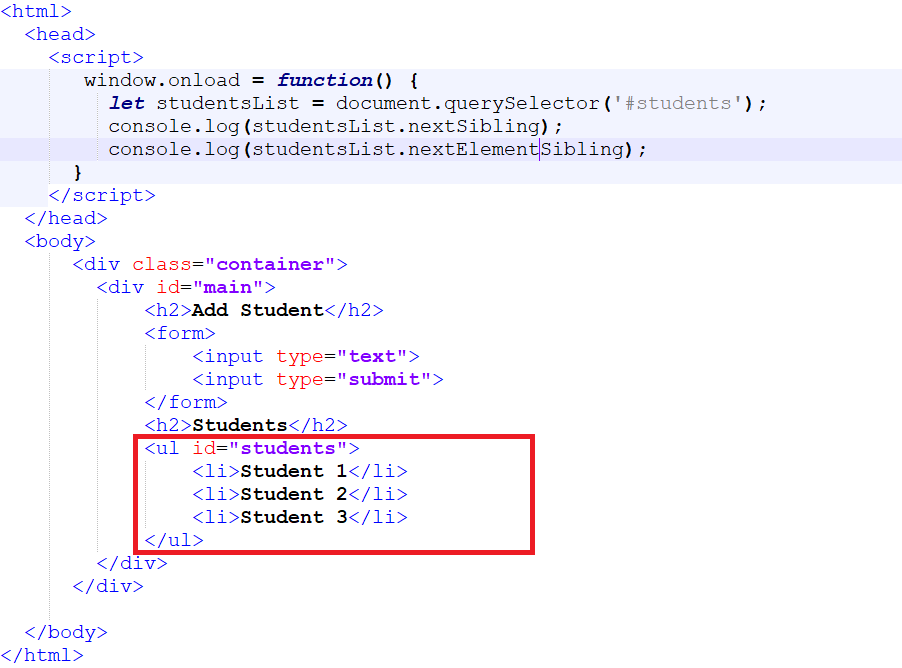 <html>
<head>
<script>
window.onload = function() {
let studentsList = document.querySelector('#students');
console.log(studentsList.nextSibling);
console.log(studentsList.nextElementSibling);
}
</script>
</head>
<body>
<div class="container">
<div id="main">
<h2>Add Student</h2>
<form>
<input type="text">
<input type="submit">
</form>
<h2>Students</h2>
<ul id="students">
<li>Student 1</li>
<li>Student 2</li>
<li>Student 3</li>
</ul>
</div>
</div>
</body>
</html>